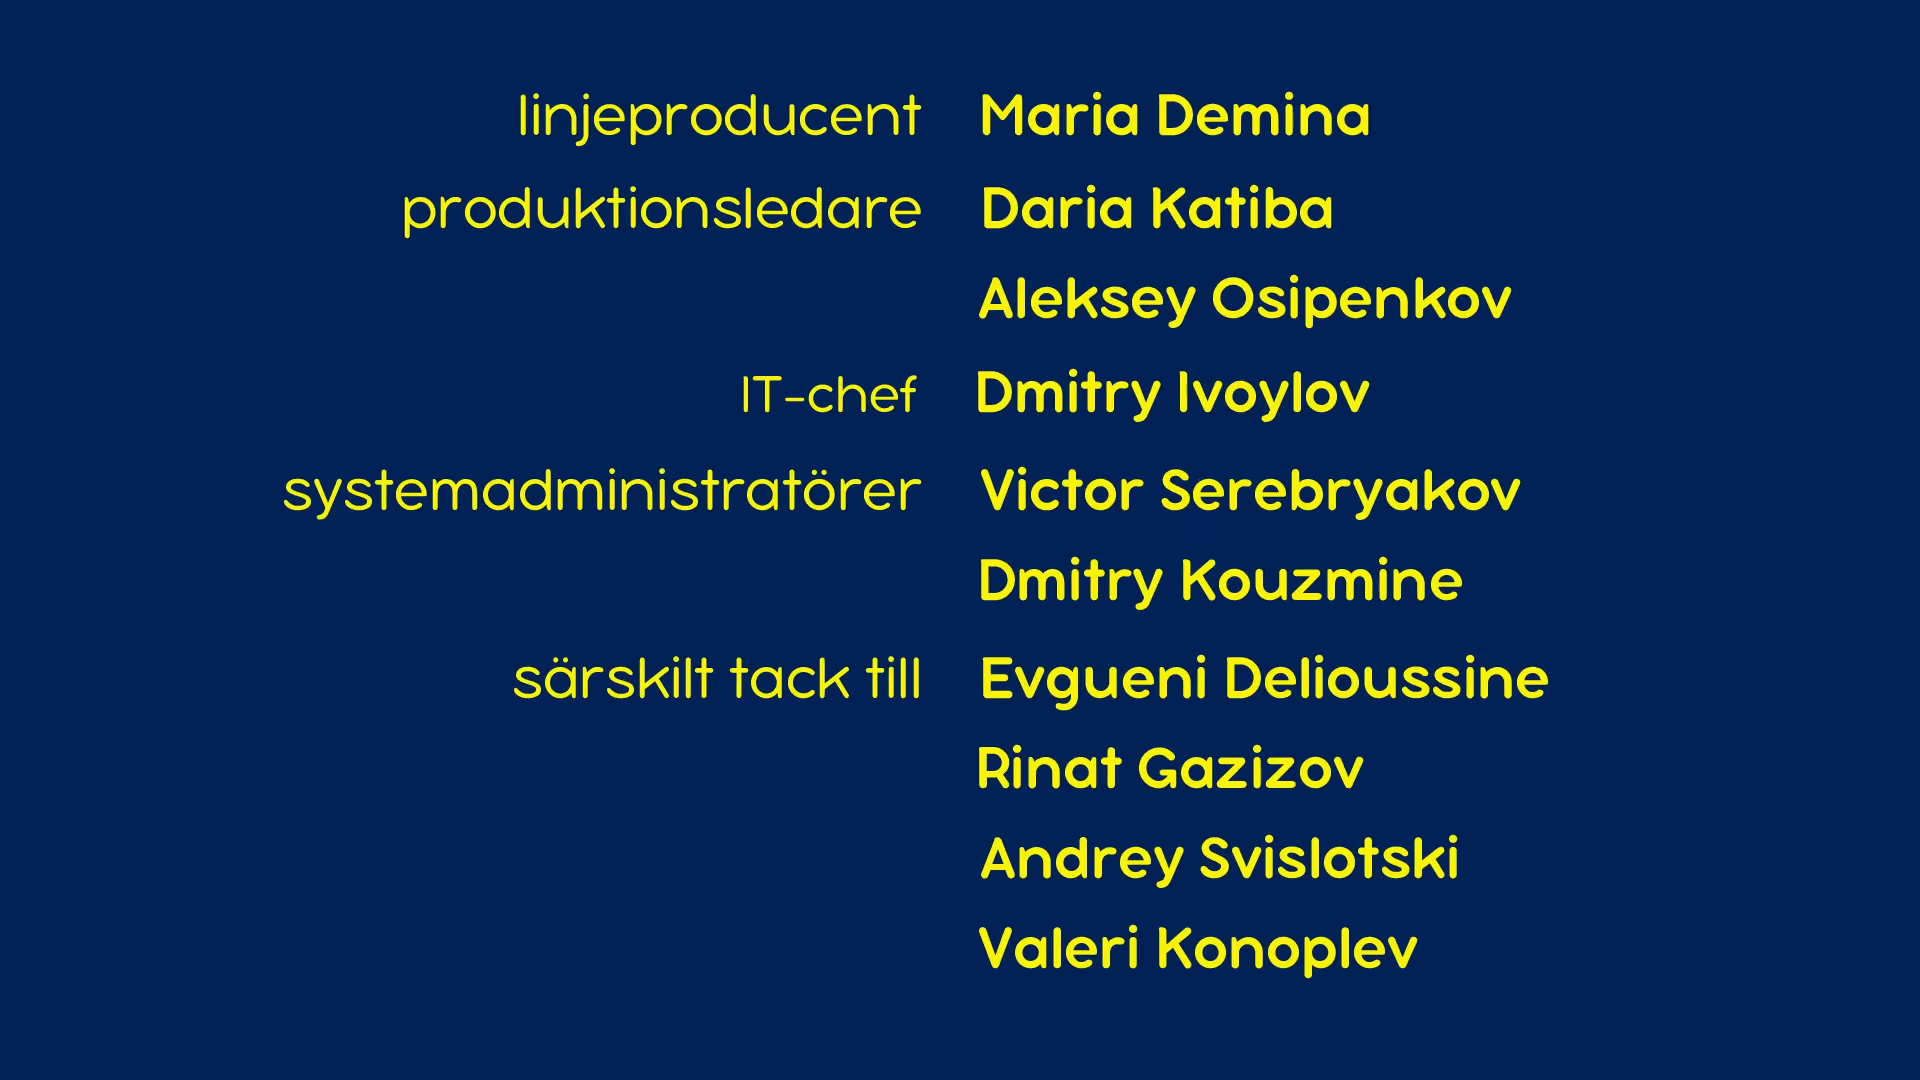 linjeproducent Maria Demina
produktionsledare Daria Katiba
Aleksey Osipenkov
IT-chef Dmitry Ivoylov
systemadministratörer Victor Serebryakov
Dmitry Kouzmine
särskilt tack till Evgueni Delioussine
Rinat Gazizov
Andrey Svislotski
Valeri Konoplev